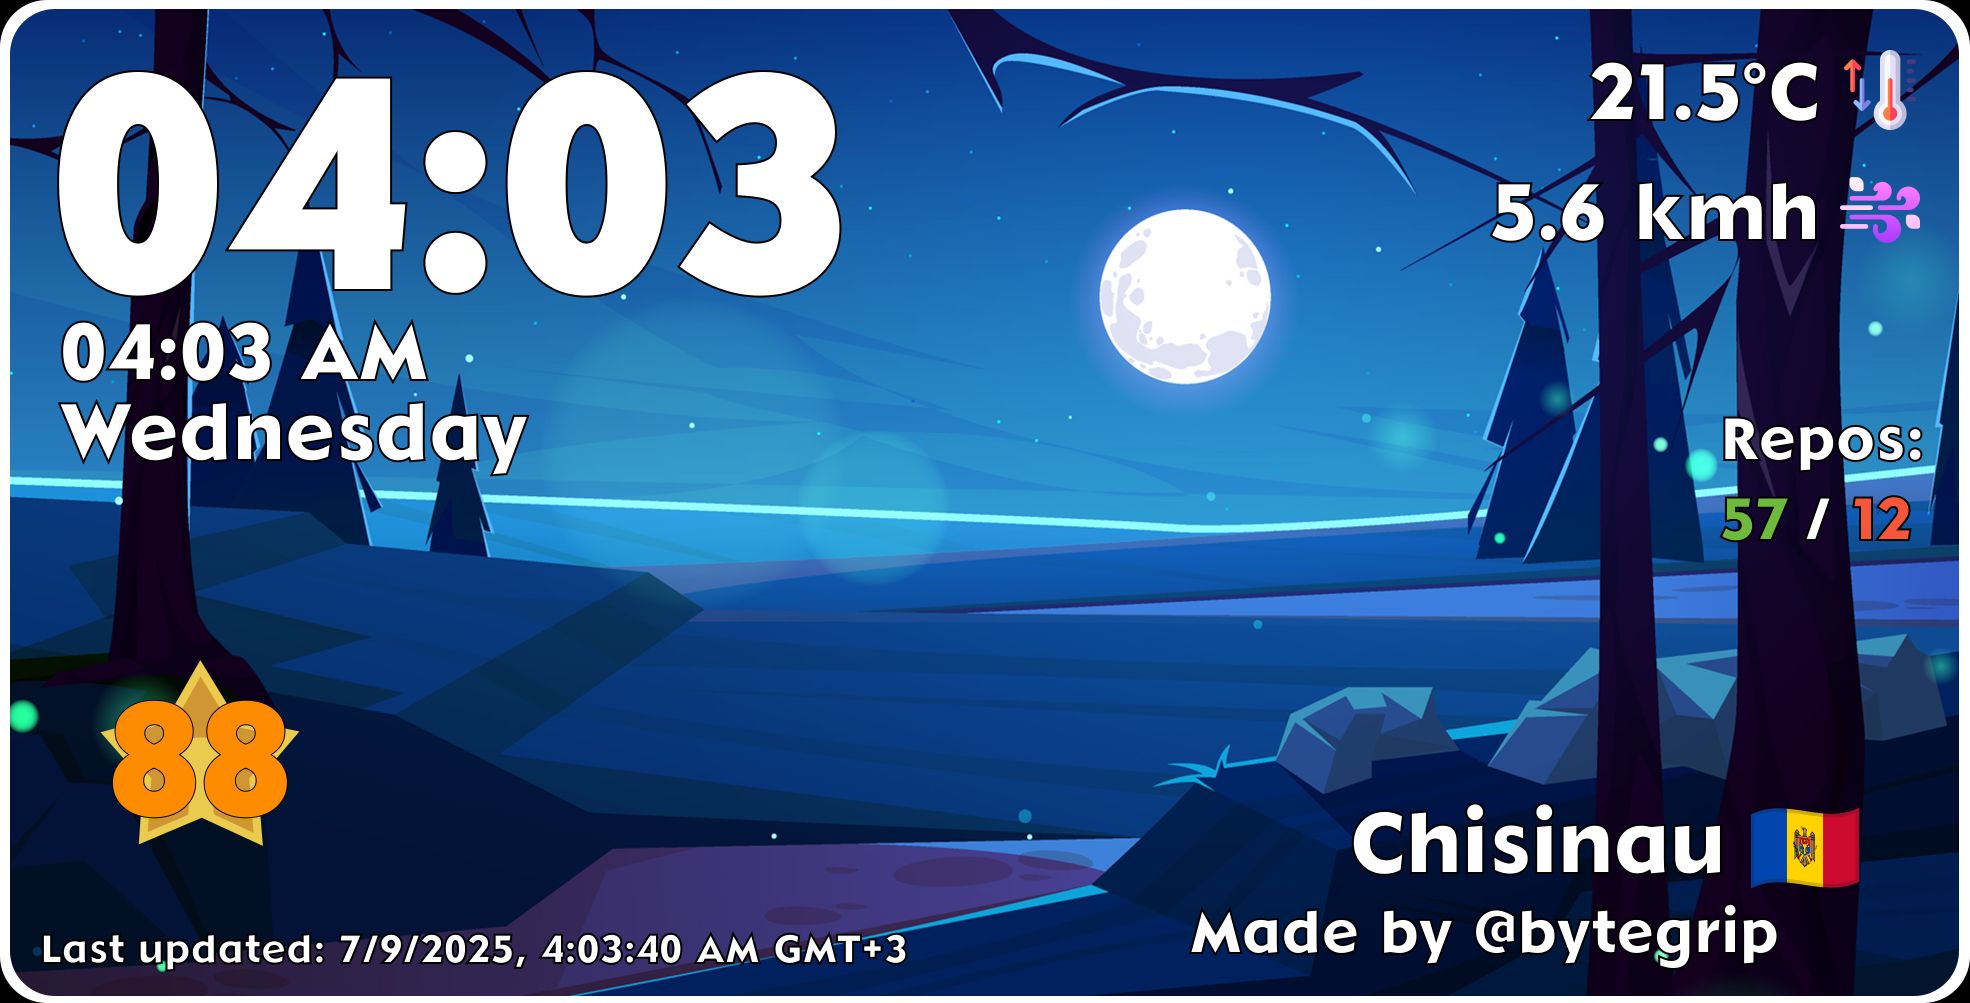 04:03
04:03 AM
Wednesday
21.5°C
5.6 kmh
Repos:
57 / 12
88
Chisinau
Made by @bytegrip
Last updated: 7/9/2025, 4:03:40 AM GMT+3